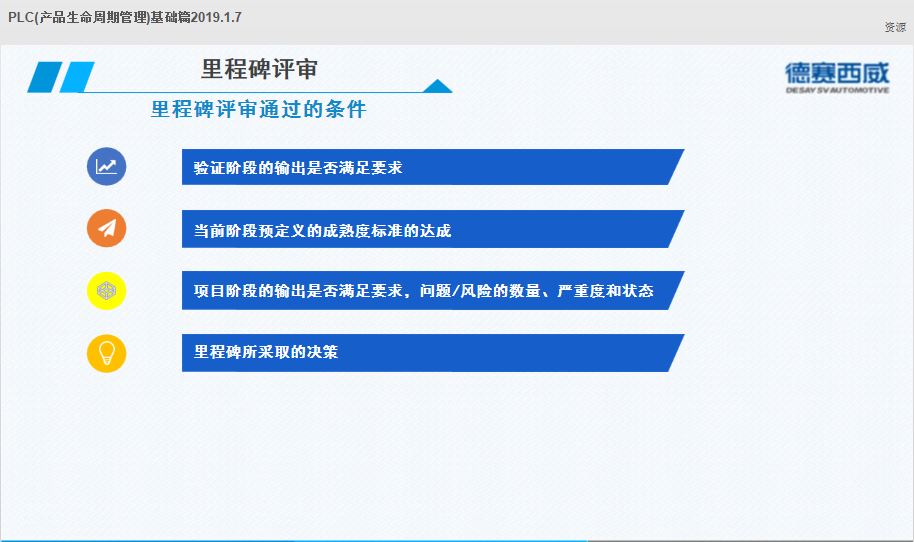 PLC(产品生命周期管理)基础篇2019.1.7
资源
里程碑评审
德赛西威
DESAY SV AUTOMOTIVE
里程碑评审通过的条件
验证阶段的输出是否满足要求
当前阶段预定义的成熟度标准的达成
项目阶段的输出是否满足要求，问题/风险的数量、严重度和状态
里程碑所采取的决策